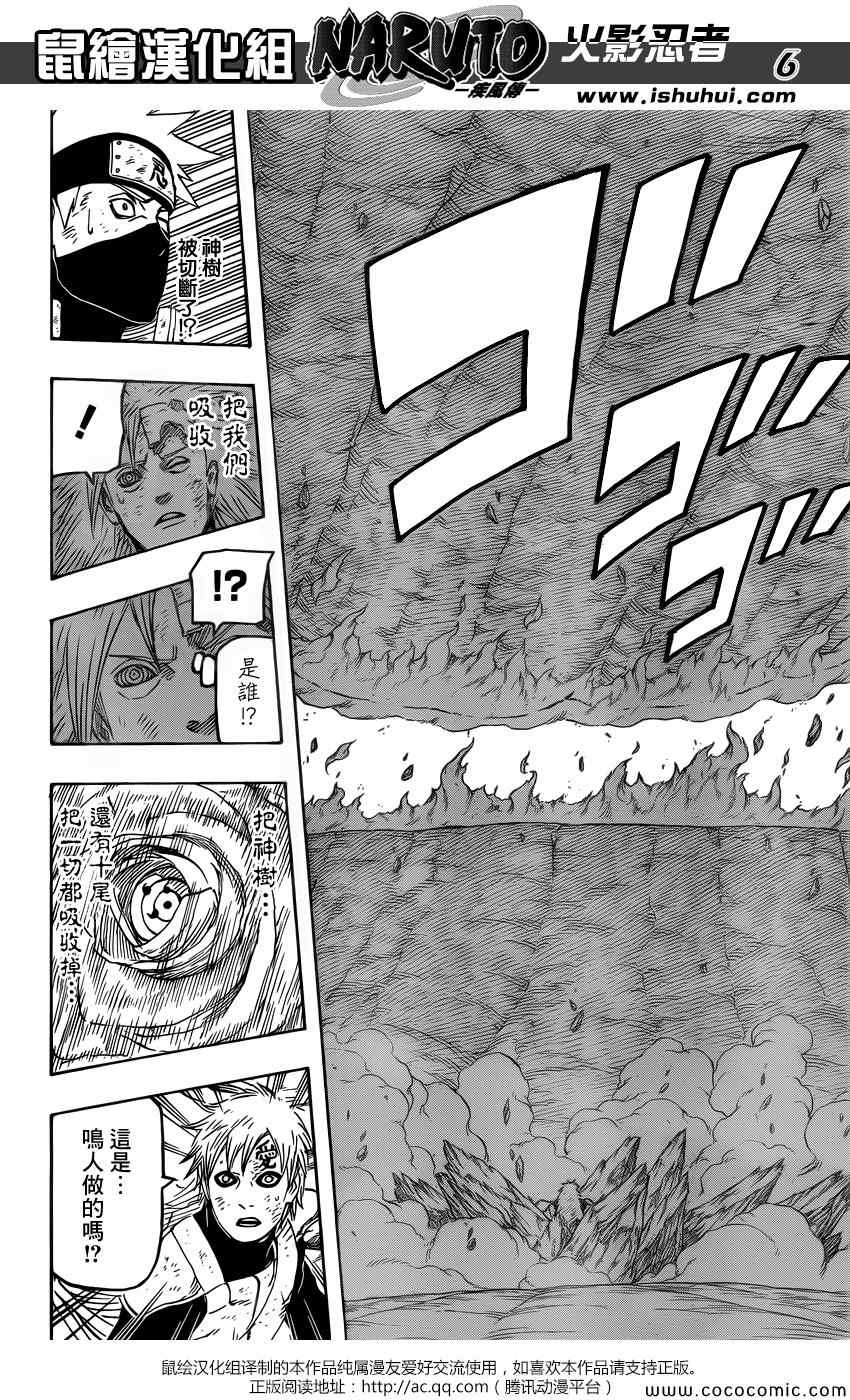 鼠繪漢化組
NARUTO
-疾風傳-
火影忍者
6
www.ishuhui.com
ゴゴゴ
神樹
被切斷了!?
把我們
吸收
!
!?
是誰!?
把神樹…
還有十尾
把一切都吸收掉…
忍
愛
這是…
鳴人做的嗎!?
鼠绘汉化组译制的本作品纯属漫友爱好交流使用，如喜欢本作品请支持正版。
正版阅读地址：http://ac.qq.com（腾讯动漫平台）
www.cococomic.com